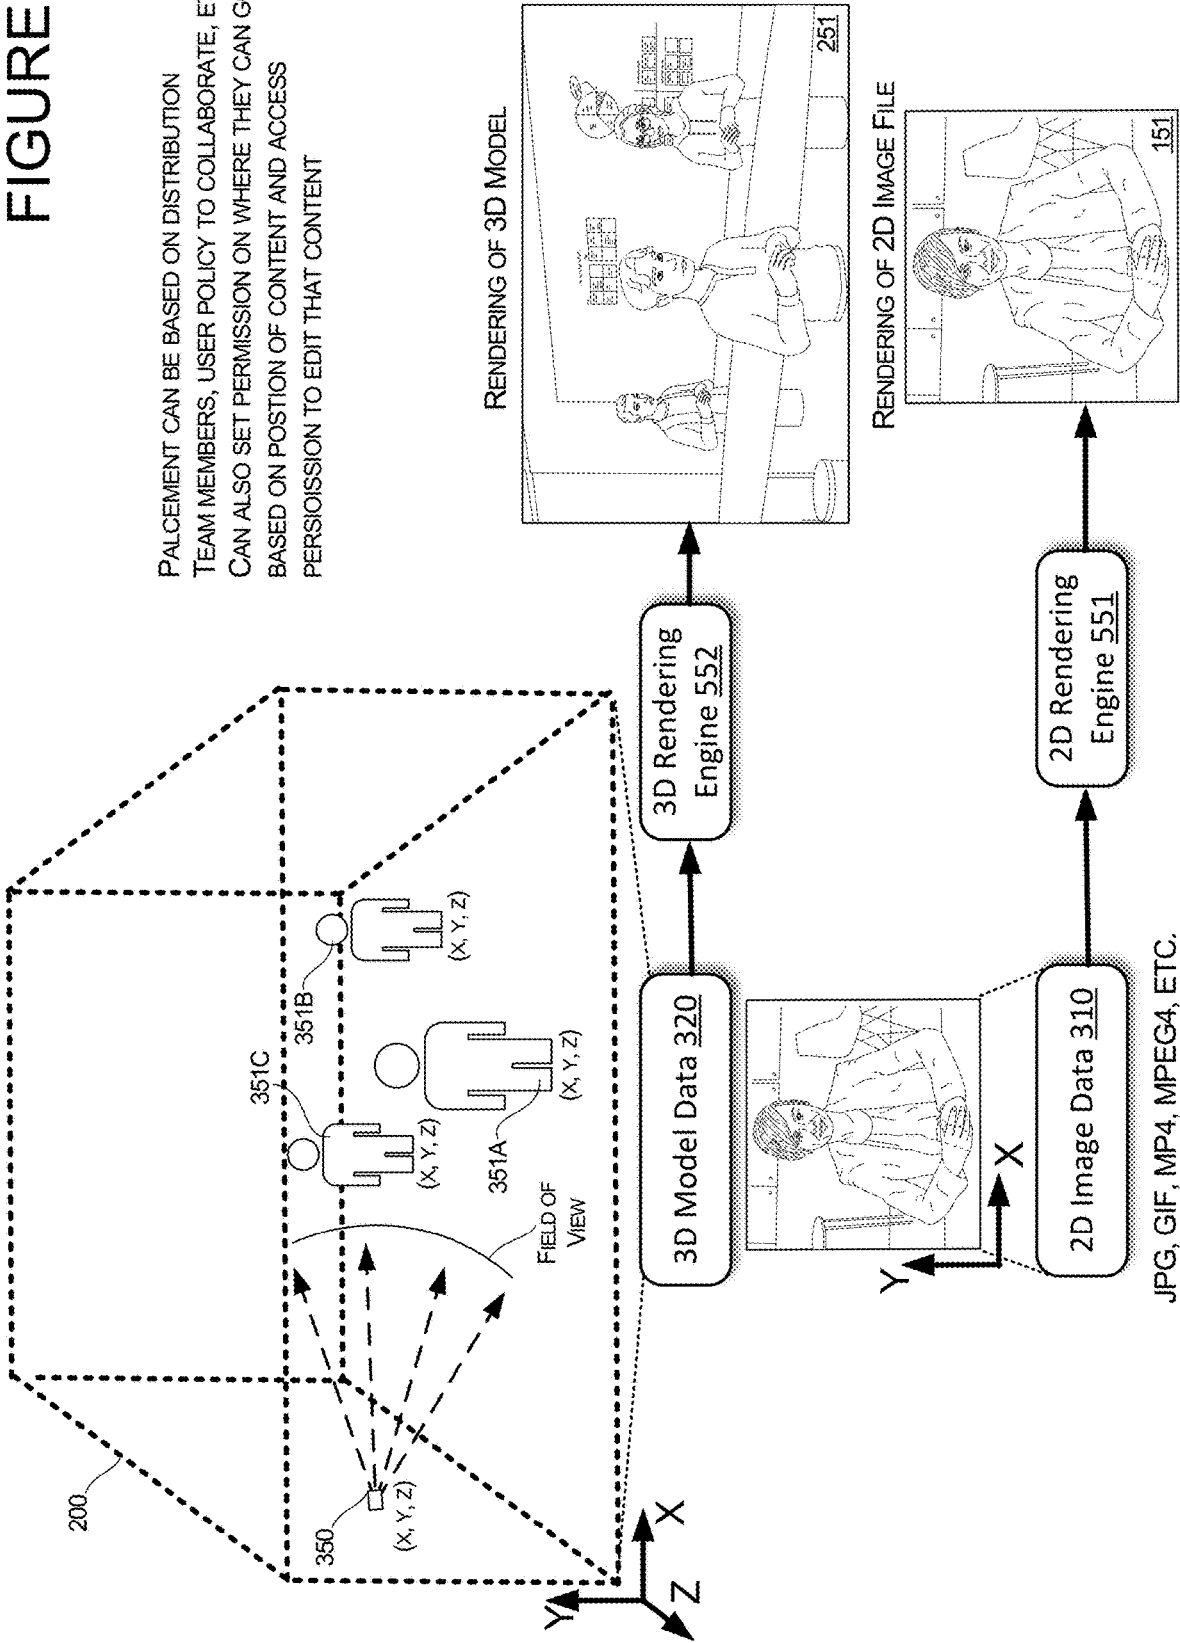 FIGURE
PALCEMENT CAN BE BASED ON DISTRIBUTION
TEAM MEMBERS, USER POLICY TO COLLABORATE, E
CAN ALSO SET PERMISSION ON WHERE THEY CAN G
BASED ON POSTION OF CONTENT AND ACCESS
PERSIOISSION TO EDIT THAT CONTENT
200
350
(X, Y, Z)
FIELD OF
VIEW
351C
(X, Y, Z)
351A
(X, Y, Z)
351B
(X, Y, Z)
Y
X
Z
3D Model Data 320
3D Rendering
Engine 552
RENDERING OF 3D MODEL
251
Y
X
2D Image Data 310
2D Rendering
Engine 551
RENDERING OF 2D IMAGE FILE
151
JPG, GIF, MP4, MPEG4, ETC.